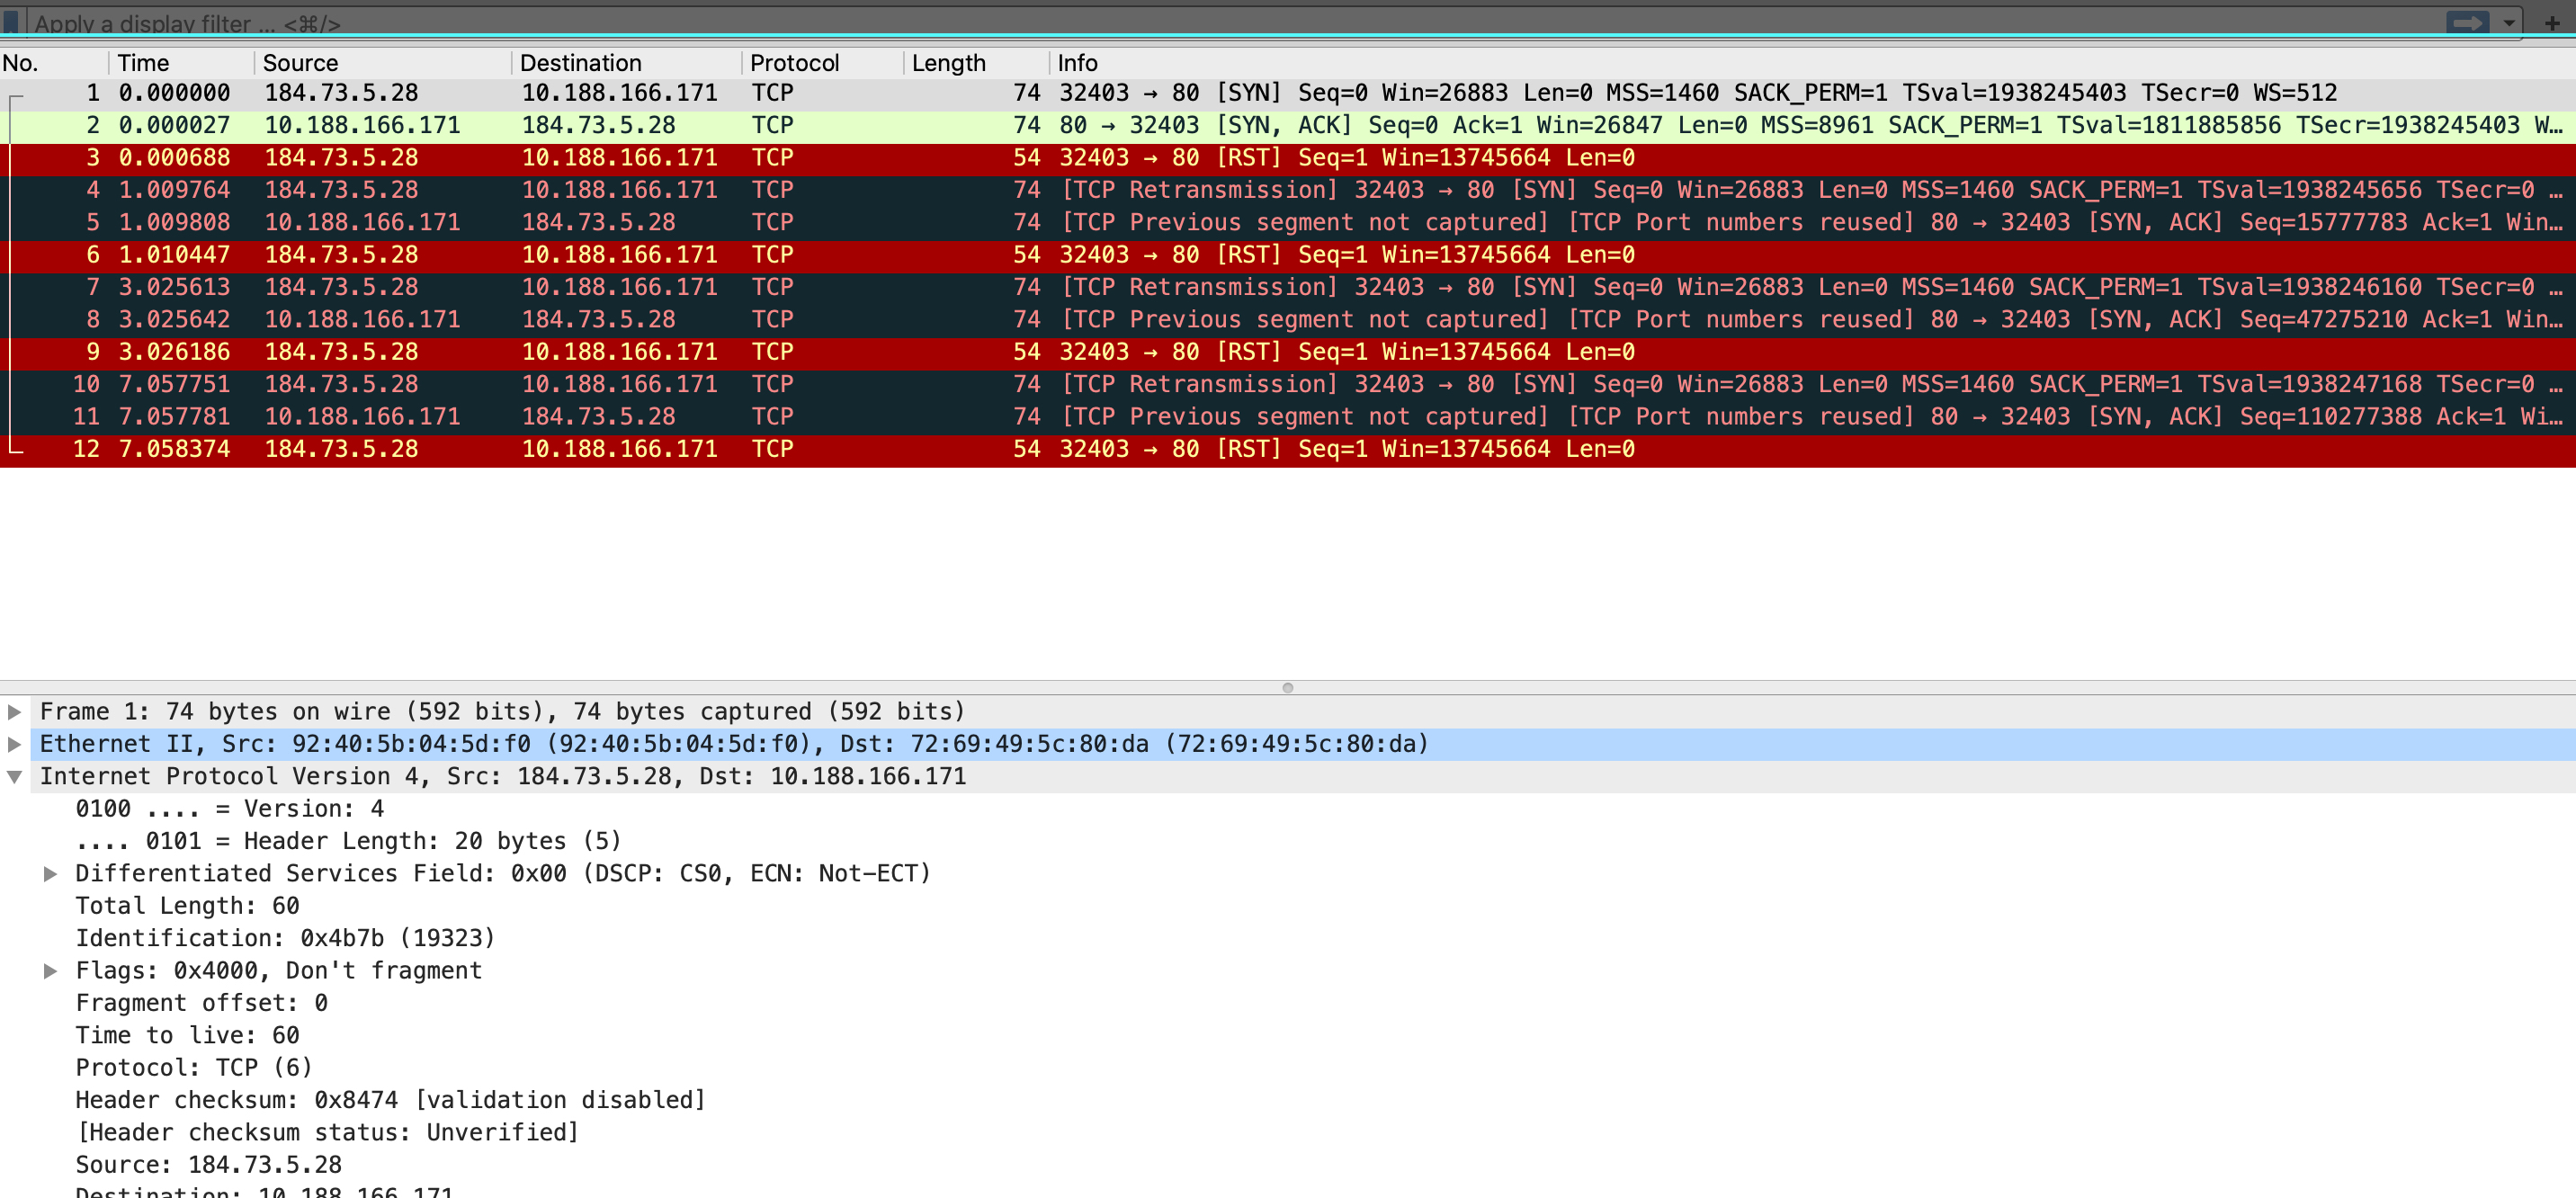 Apply a display filter ... <⌘/>
No. Time Source Destination Protocol Length Info
1 0.000000 184.73.5.28 10.188.166.171 TCP 74 32403 → 80 [SYN] Seq=0 Win=26883 Len=0 MSS=1460 SACK_PERM=1 TSval=1938245403 TSecr=0 WS=512
2 0.000027 10.188.166.171 184.73.5.28 TCP 74 80 → 32403 [SYN, ACK] Seq=0 Ack=1 Win=26847 Len=0 MSS=8961 SACK_PERM=1 TSval=1811885856 TSecr=1938245403 W…
3 0.000688 184.73.5.28 10.188.166.171 TCP 54 32403 → 80 [RST] Seq=1 Win=13745664 Len=0
4 1.009764 184.73.5.28 10.188.166.171 TCP 74 [TCP Retransmission] 32403 → 80 [SYN] Seq=0 Win=26883 Len=0 MSS=1460 SACK_PERM=1 TSval=1938245656 TSecr=0 …
5 1.009808 10.188.166.171 184.73.5.28 TCP 74 [TCP Previous segment not captured] [TCP Port numbers reused] 80 → 32403 [SYN, ACK] Seq=15777783 Ack=1 Win…
6 1.010447 184.73.5.28 10.188.166.171 TCP 54 32403 → 80 [RST] Seq=1 Win=13745664 Len=0
7 3.025613 184.73.5.28 10.188.166.171 TCP 74 [TCP Retransmission] 32403 → 80 [SYN] Seq=0 Win=26883 Len=0 MSS=1460 SACK_PERM=1 TSval=1938246160 TSecr=0 …
8 3.025642 10.188.166.171 184.73.5.28 TCP 74 [TCP Previous segment not captured] [TCP Port numbers reused] 80 → 32403 [SYN, ACK] Seq=47275210 Ack=1 Win…
9 3.026186 184.73.5.28 10.188.166.171 TCP 54 32403 → 80 [RST] Seq=1 Win=13745664 Len=0
10 7.057751 184.73.5.28 10.188.166.171 TCP 74 [TCP Retransmission] 32403 → 80 [SYN] Seq=0 Win=26883 Len=0 MSS=1460 SACK_PERM=1 TSval=1938247168 TSecr=0 …
11 7.057781 10.188.166.171 184.73.5.28 TCP 74 [TCP Previous segment not captured] [TCP Port numbers reused] 80 → 32403 [SYN, ACK] Seq=110277388 Ack=1 Wi…
12 7.058374 184.73.5.28 10.188.166.171 TCP 54 32403 → 80 [RST] Seq=1 Win=13745664 Len=0
Frame 1: 74 bytes on wire (592 bits), 74 bytes captured (592 bits)
Ethernet II, Src: 92:40:5b:04:5d:f0 (92:40:5b:04:5d:f0), Dst: 72:69:49:5c:80:da (72:69:49:5c:80:da)
Internet Protocol Version 4, Src: 184.73.5.28, Dst: 10.188.166.171
0100 .... = Version: 4
.... 0101 = Header Length: 20 bytes (5)
Differentiated Services Field: 0x00 (DSCP: CS0, ECN: Not-ECT)
Total Length: 60
Identification: 0x4b7b (19323)
Flags: 0x4000, Don't fragment
Fragment offset: 0
Time to live: 60
Protocol: TCP (6)
Header checksum: 0x8474 [validation disabled]
[Header checksum status: Unverified]
Source: 184.73.5.28
Destination: 10.188.166.171